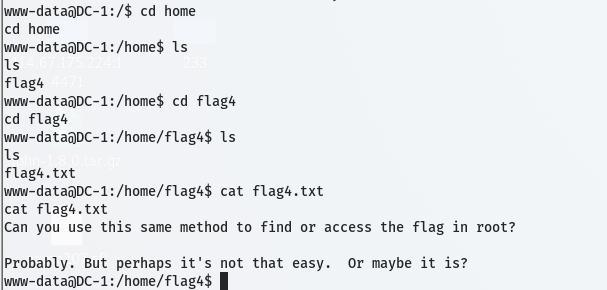 www-data@DC-1:/$ cd home
cd home
www-data@DC-1:/home$ ls
ls
flag4
www-data@DC-1:/home$ cd flag4
cd flag4
www-data@DC-1:/home/flag4$ ls
ls
flag4.txt
www-data@DC-1:/home/flag4$ cat flag4.txt
cat flag4.txt
Can you use this same method to find or access the flag in root?
Probably. But perhaps it's not that easy.  Or maybe it is?
www-data@DC-1:/home/flag4$